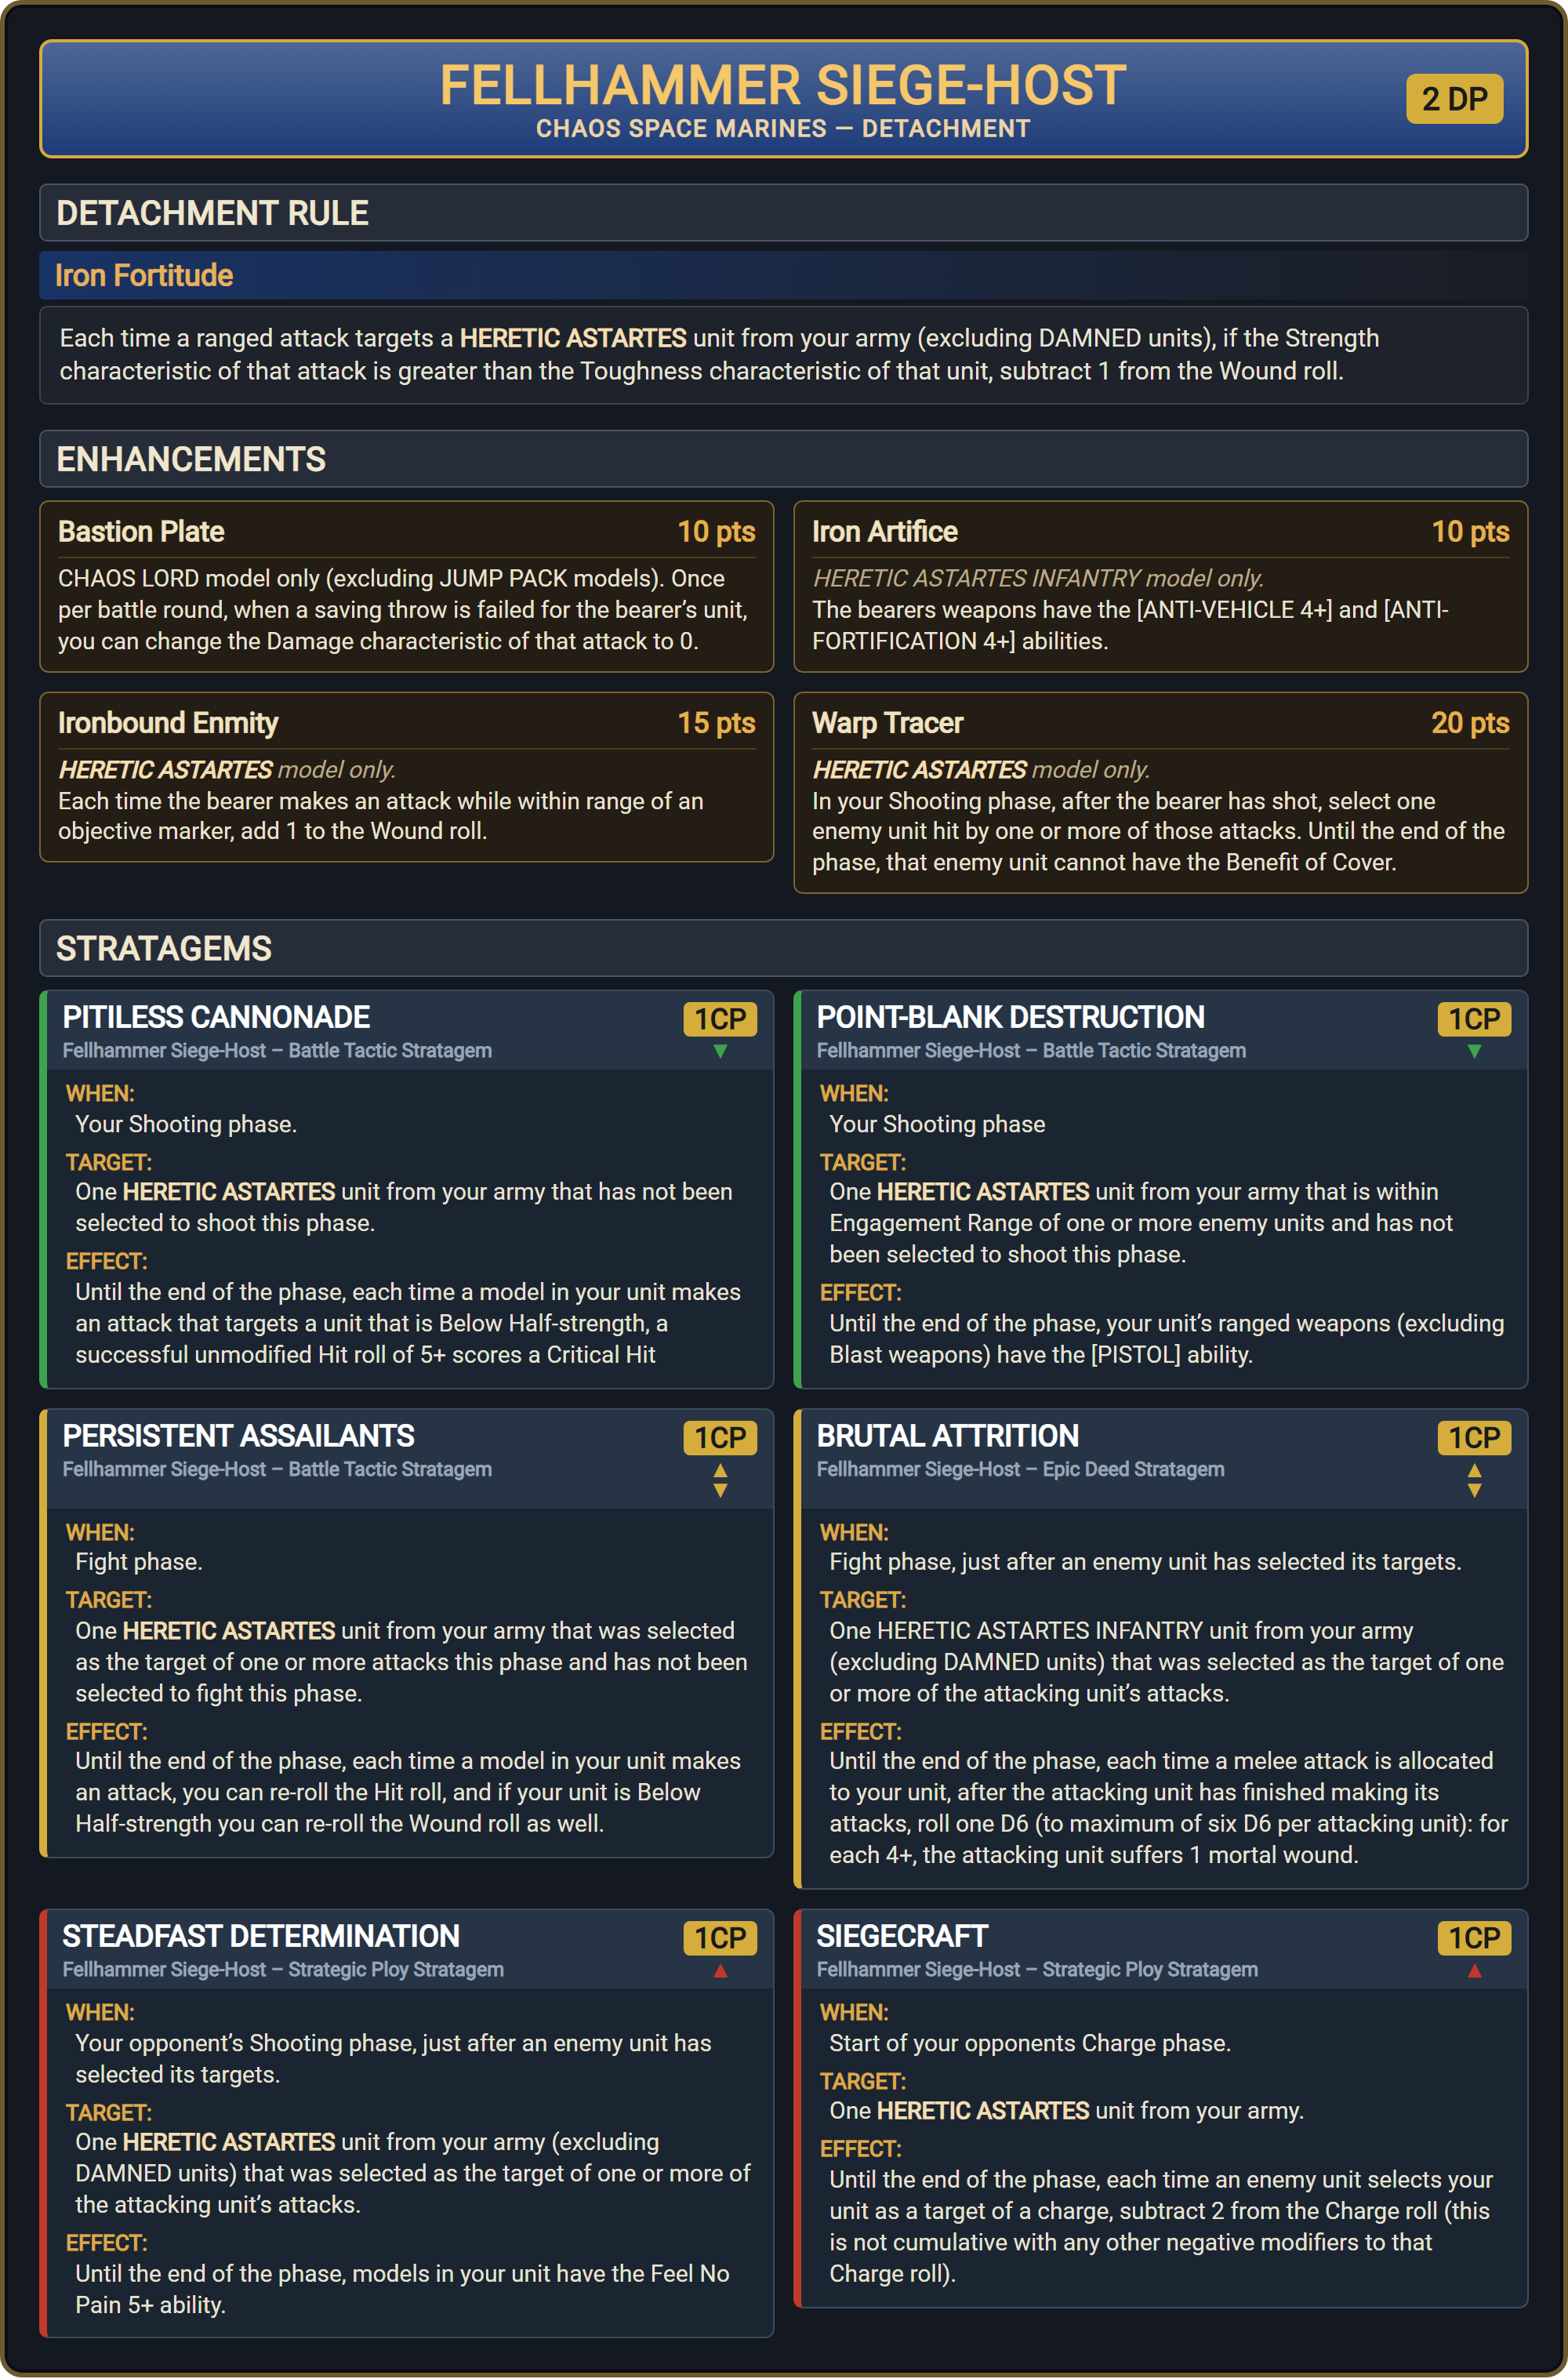 FELLHAMMER SIEGE-HOST
CHAOS SPACE MARINES — DETACHMENT
2 DP
DETACHMENT RULE
Iron Fortitude
Each time a ranged attack targets a HERETIC ASTARTES unit from your army (excluding DAMNED units), if the Strength
characteristic of that attack is greater than the Toughness characteristic of that unit, subtract 1 from the Wound roll.
ENHANCEMENTS
Bastion Plate 10 pts
CHAOS LORD model only (excluding JUMP PACK models). Once
per battle round, when a saving throw is failed for the bearer’s unit,
you can change the Damage characteristic of that attack to 0.
Iron Artifice 10 pts
HERETIC ASTARTES INFANTRY model only.
The bearers weapons have the [ANTI-VEHICLE 4+] and [ANTI-
FORTIFICATION 4+] abilities.
Ironbound Enmity 15 pts
HERETIC ASTARTES model only.
Each time the bearer makes an attack while within range of an
objective marker, add 1 to the Wound roll.
Warp Tracer 20 pts
HERETIC ASTARTES model only.
In your Shooting phase, after the bearer has shot, select one
enemy unit hit by one or more of those attacks. Until the end of the
phase, that enemy unit cannot have the Benefit of Cover.
STRATAGEMS
PITILESS CANNONADE 1CP
Fellhammer Siege-Host – Battle Tactic Stratagem ▼
WHEN:
Your Shooting phase.
TARGET:
One HERETIC ASTARTES unit from your army that has not been
selected to shoot this phase.
EFFECT:
Until the end of the phase, each time a model in your unit makes
an attack that targets a unit that is Below Half-strength, a
successful unmodified Hit roll of 5+ scores a Critical Hit
POINT-BLANK DESTRUCTION 1CP
Fellhammer Siege-Host – Battle Tactic Stratagem ▼
WHEN:
Your Shooting phase
TARGET:
One HERETIC ASTARTES unit from your army that is within
Engagement Range of one or more enemy units and has not
been selected to shoot this phase.
EFFECT:
Until the end of the phase, your unit’s ranged weapons (excluding
Blast weapons) have the [PISTOL] ability.
PERSISTENT ASSAILANTS 1CP
Fellhammer Siege-Host – Battle Tactic Stratagem ▲
▼
WHEN:
Fight phase.
TARGET:
One HERETIC ASTARTES unit from your army that was selected
as the target of one or more attacks this phase and has not been
selected to fight this phase.
EFFECT:
Until the end of the phase, each time a model in your unit makes
an attack, you can re-roll the Hit roll, and if your unit is Below
Half-strength you can re-roll the Wound roll as well.
BRUTAL ATTRITION 1CP
Fellhammer Siege-Host – Epic Deed Stratagem ▲
▼
WHEN:
Fight phase, just after an enemy unit has selected its targets.
TARGET:
One HERETIC ASTARTES INFANTRY unit from your army
(excluding DAMNED units) that was selected as the target of one
or more of the attacking unit’s attacks.
EFFECT:
Until the end of the phase, each time a melee attack is allocated
to your unit, after the attacking unit has finished making its
attacks, roll one D6 (to maximum of six D6 per attacking unit): for
each 4+, the attacking unit suffers 1 mortal wound.
STEADFAST DETERMINATION 1CP
Fellhammer Siege-Host – Strategic Ploy Stratagem ▲
WHEN:
Your opponent’s Shooting phase, just after an enemy unit has
selected its targets.
TARGET:
One HERETIC ASTARTES unit from your army (excluding
DAMNED units) that was selected as the target of one or more of
the attacking unit’s attacks.
EFFECT:
Until the end of the phase, models in your unit have the Feel No
Pain 5+ ability.
SIEGECRAFT 1CP
Fellhammer Siege-Host – Strategic Ploy Stratagem ▲
WHEN:
Start of your opponents Charge phase.
TARGET:
One HERETIC ASTARTES unit from your army.
EFFECT:
Until the end of the phase, each time an enemy unit selects your
unit as a target of a charge, subtract 2 from the Charge roll (this
is not cumulative with any other negative modifiers to that
Charge roll).